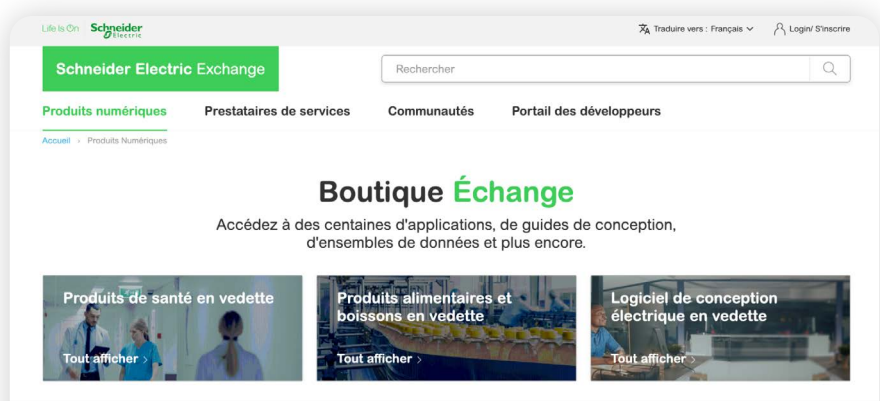 Life Is On Schneider Electric
Traduire vers : Français
Login/ S'inscrire
Schneider Electric Exchange
Rechercher
Produits numériques
Prestataires de services
Communautés
Portail des développeurs
Accueil › Produits Numériques
Boutique Échange
Accédez à des centaines d'applications, de guides de conception,
d'ensembles de données et plus encore.
Produits de santé en vedette
Tout afficher >
Produits alimentaires et
boissons en vedette
Tout afficher >
Logiciel de conception
électrique en vedette
Tout afficher >